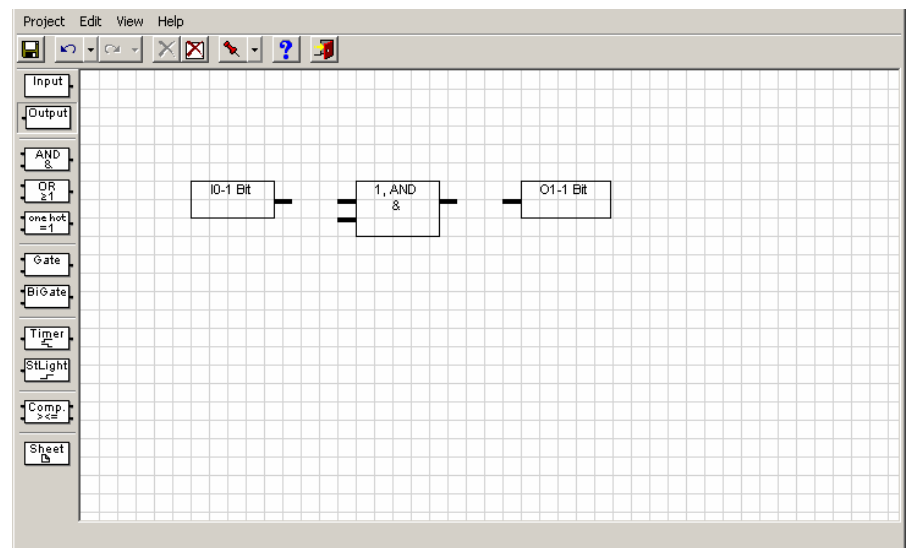 Project Edit View Help
?
Input
Output
AND
&
OR
≥1
one hot
=1
Gate
BiGate
Timer
StLight
Comp.
><=
Sheet
I0-1 Bit
1, AND
&
O1-1 Bit